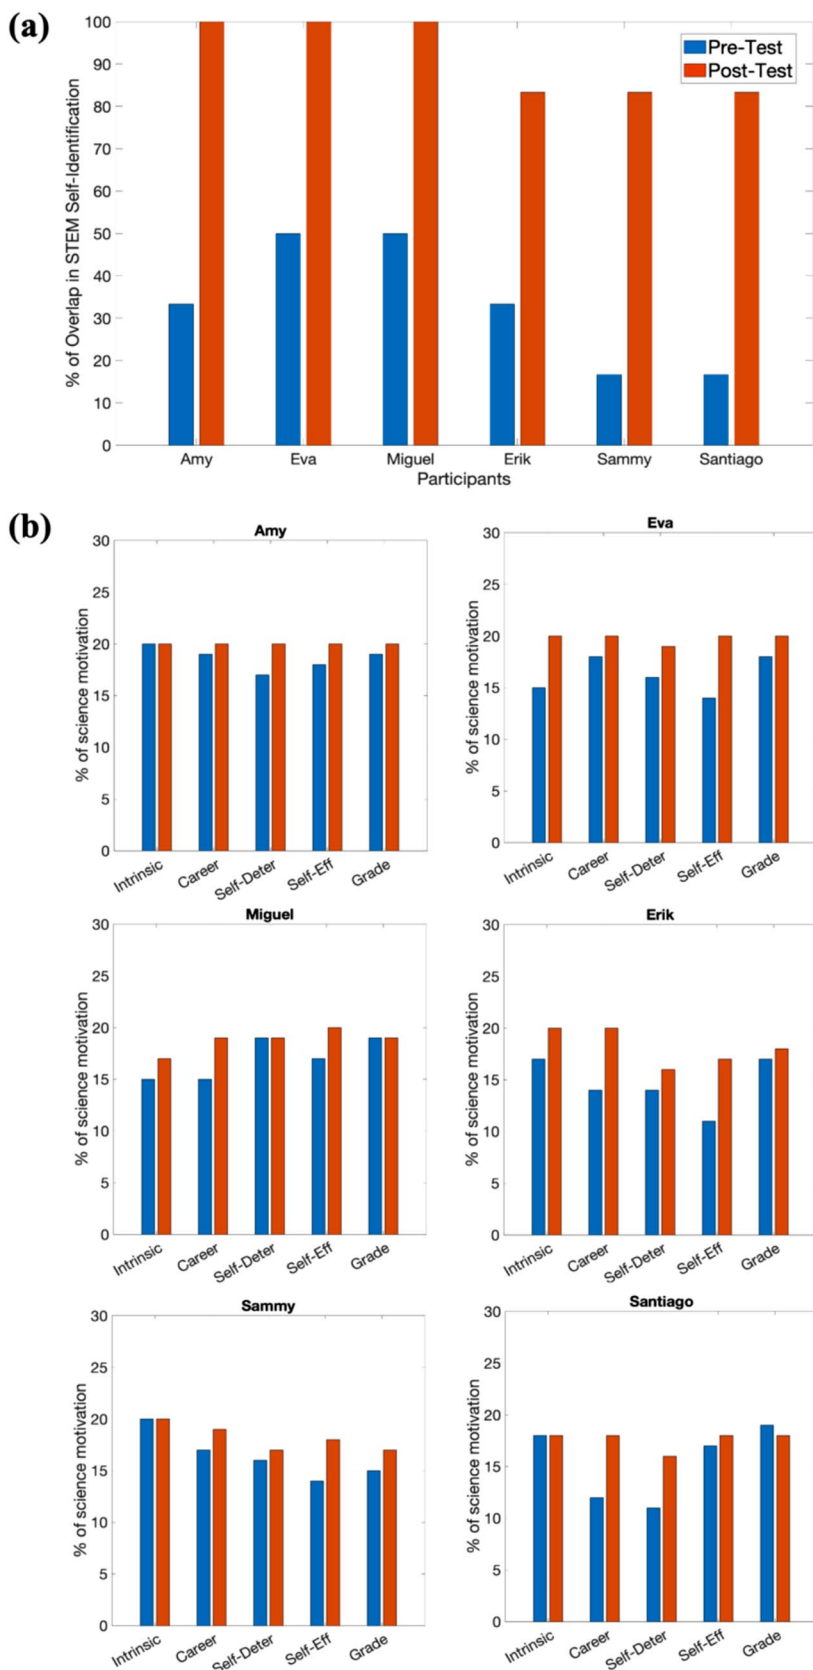 (a)
% of Overlap in STEM Self-Identification
100
90
80
70
60
50
40
30
20
10
0
Pre-Test
Post-Test
Amy Eva Miguel Erik Sammy Santiago
Participants
(b)
Amy
% of science motivation
30
25
20
15
10
5
0
Intrinsic Career Self-Deter Self-Eff Grade
Eva
% of science motivation
30
25
20
15
10
5
0
Intrinsic Career Self-Deter Self-Eff Grade
Miguel
% of science motivation
30
25
20
15
10
5
0
Intrinsic Career Self-Deter Self-Eff Grade
Erik
% of science motivation
30
25
20
15
10
5
0
Intrinsic Career Self-Deter Self-Eff Grade
Sammy
% of science motivation
30
25
20
15
10
5
0
Intrinsic Career Self-Deter Self-Eff Grade
Santiago
% of science motivation
30
25
20
15
10
5
0
Intrinsic Career Self-Deter Self-Eff Grade